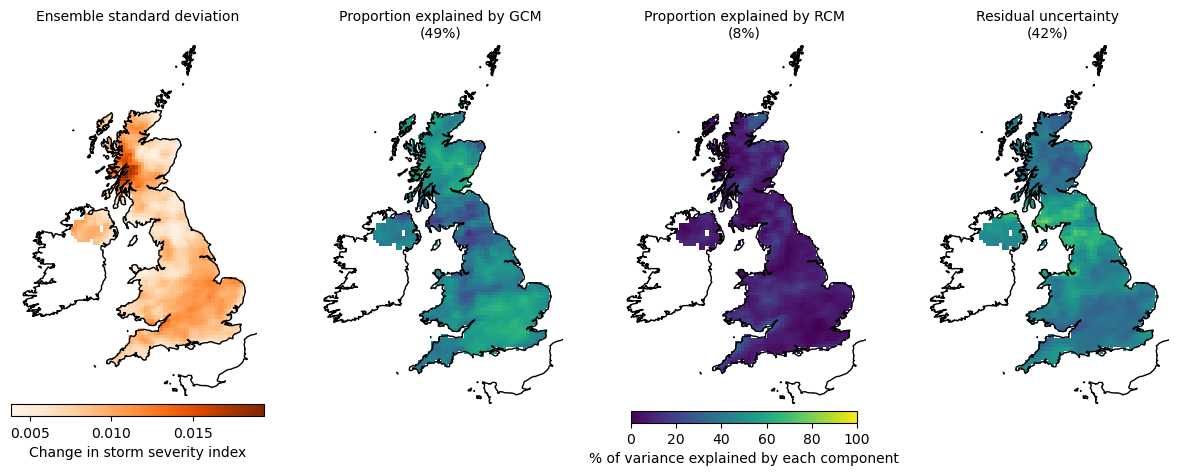 Ensemble standard deviation
Proportion explained by GCM
(49%)
Proportion explained by RCM
(8%)
Residual uncertainty
(42%)
0.005 0.010 0.015
Change in storm severity index
0 20 40 60 80 100
% of variance explained by each component